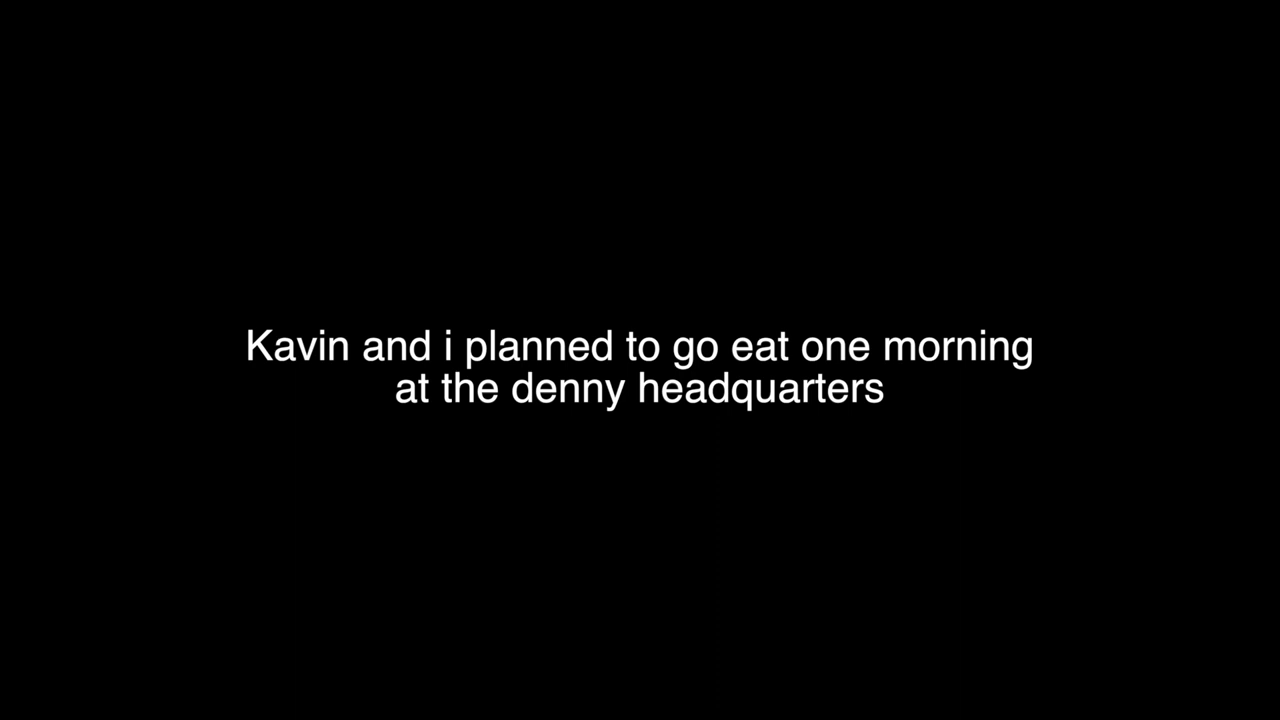 Kavin and i planned to go eat one morning
at the denny headquarters